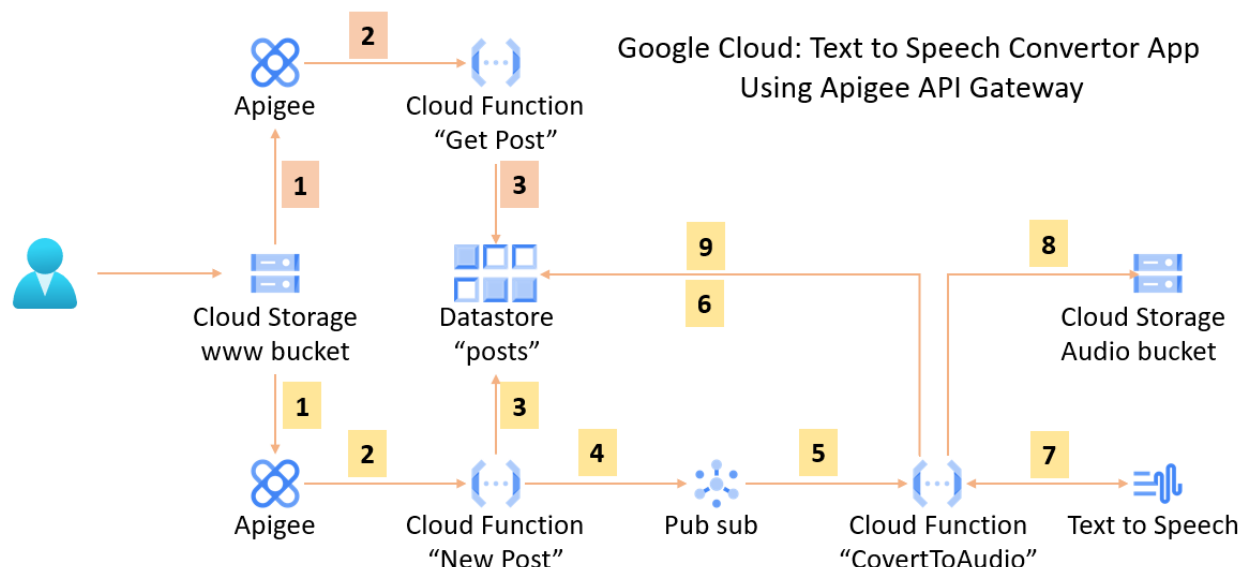 2
Google Cloud: Text to Speech Convertor App
Using Apigee API Gateway
Apigee
Cloud Function
“Get Post”
1
3
9
8
6
Cloud Storage
www bucket
Datastore
“posts”
Cloud Storage
Audio bucket
1
3
2
4
5
7
Apigee
Cloud Function
“New Post”
Pub sub
Cloud Function
“CovertToAudio”
Text to Speech